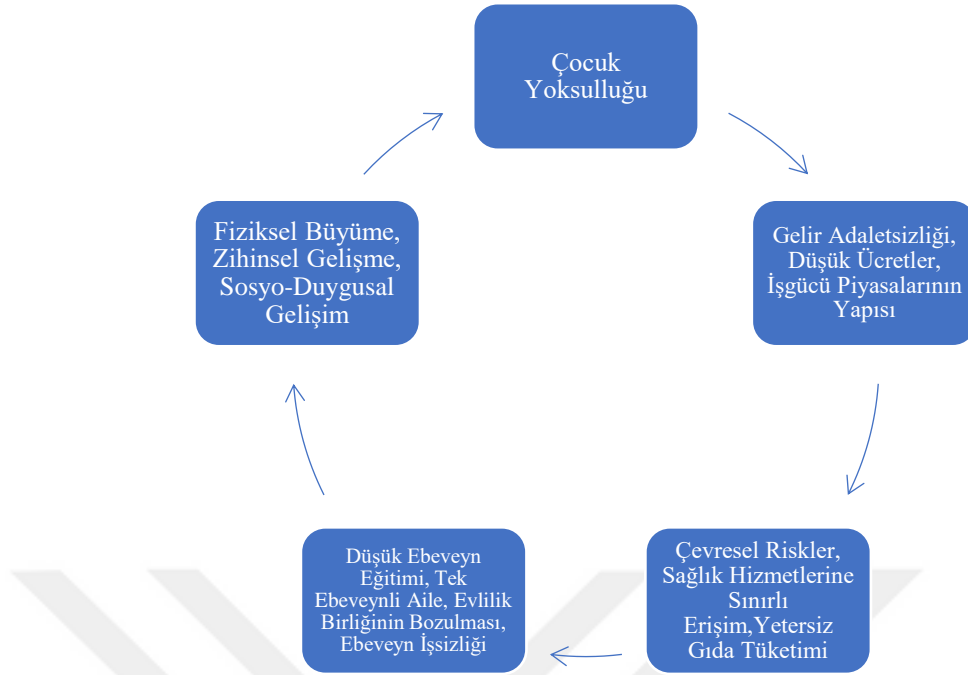 Çocuk
Yoksulluğu
Gelir Adaletsizliği,
Düşük Ücretler,
İşgücü Piyasalarının
Yapısı
Çevresel Riskler,
Sağlık Hizmetlerine
Sınırlı
Erişim,Yetersiz
Gıda Tüketimi
Düşük Ebeveyn
Eğitimi, Tek
Ebeveynli Aile, Evlilik
Birliğinin Bozulması,
Ebeveyn İşsizliği
Fiziksel Büyüme,
Zihinsel Gelişme,
Sosyo-Duygusal
Gelişim